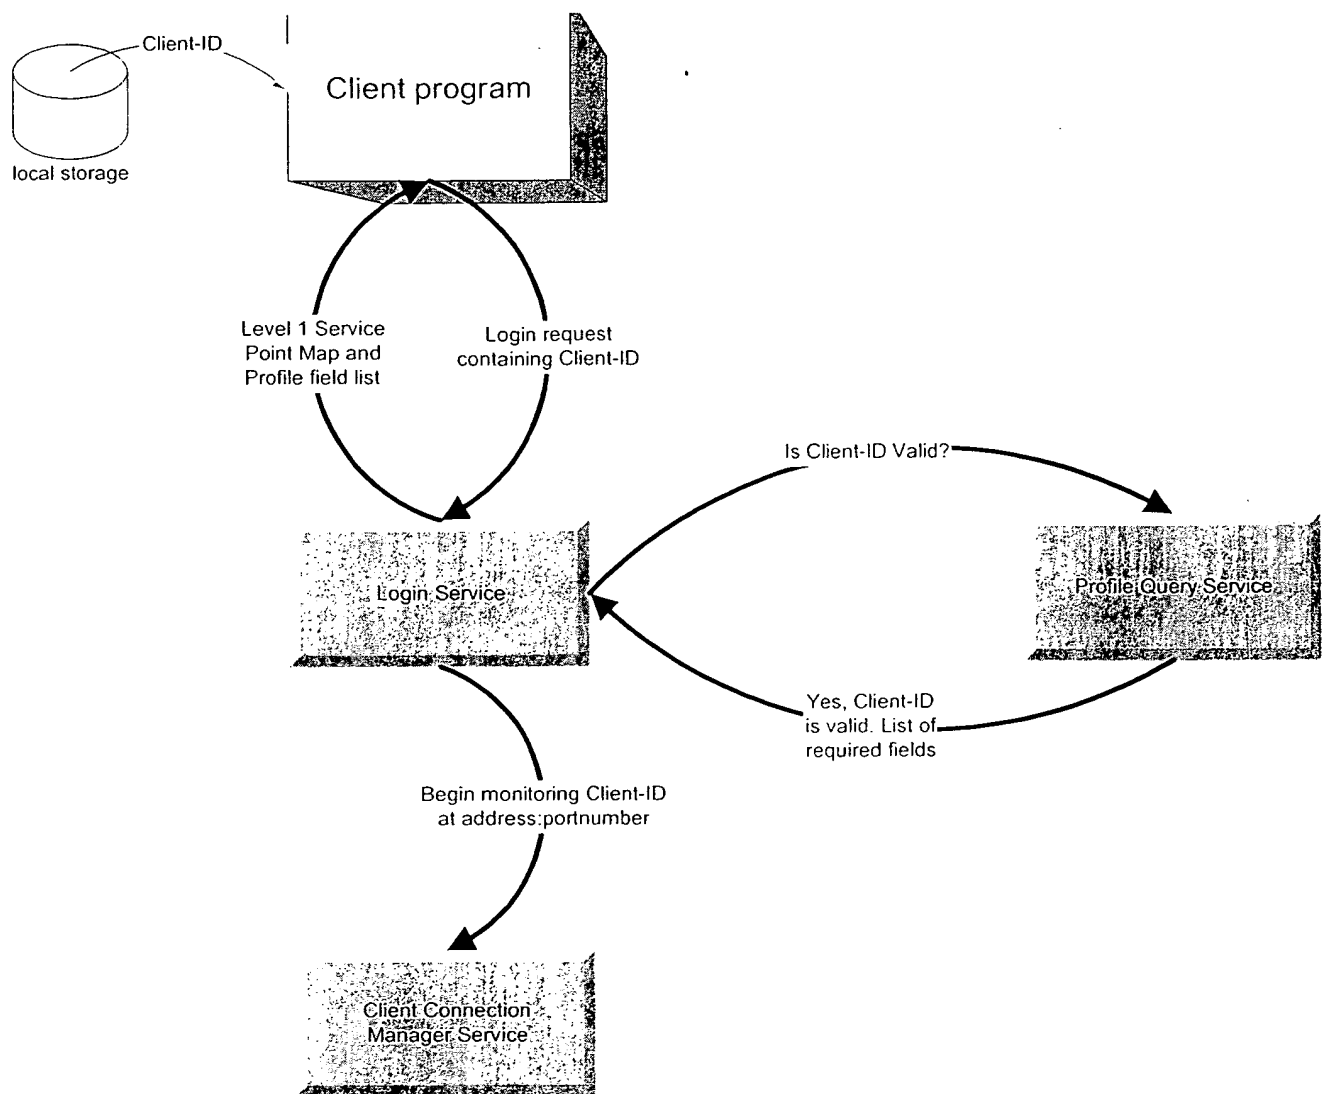 Client-ID
Client program
local storage
Level 1 Service
Point Map and
Profile field list
Login request
containing Client-ID
Is Client-ID Valid?
Login Service
Profile Query Service
Yes, Client-ID
is valid. List of
required fields
Begin monitoring Client-ID
at address:portnumber
Client Connection
Manager Service